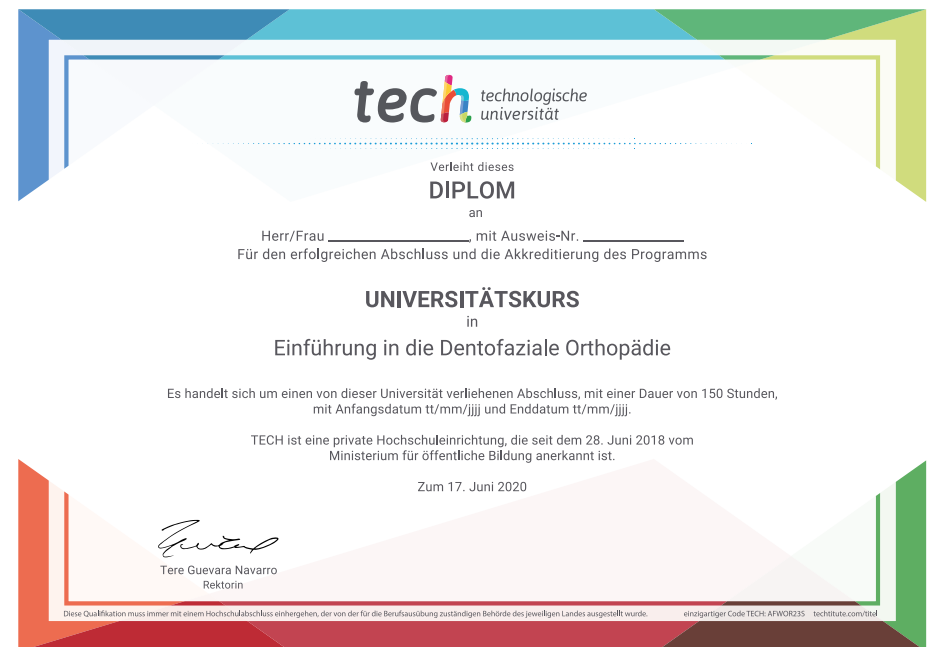 tech technologische
universität
Verleiht dieses
DIPLOM
an
Herr/Frau ____________________, mit Ausweis-Nr. ______________
Für den erfolgreichen Abschluss und die Akkreditierung des Programms
UNIVERSITÄTSKURS
in
Einführung in die Dentofaziale Orthopädie
Es handelt sich um einen von dieser Universität verliehenen Abschluss, mit einer Dauer von 150 Stunden,
mit Anfangsdatum tt/mm/jjjj und Enddatum tt/mm/jjjj.
TECH ist eine private Hochschuleinrichtung, die seit dem 28. Juni 2018 vom
Ministerium für öffentliche Bildung anerkannt ist.
Zum 17. Juni 2020
Tere Guevara Navarro
Rektorin
Diese Qualifikation muss immer mit einem Hochschulabschluss einhergehen, der von der für die Berufsausübung zuständigen Behörde des jeweiligen Landes ausgestellt wurde. einzigartiger Code TECH: AFWOR23S techtitute.com/titel